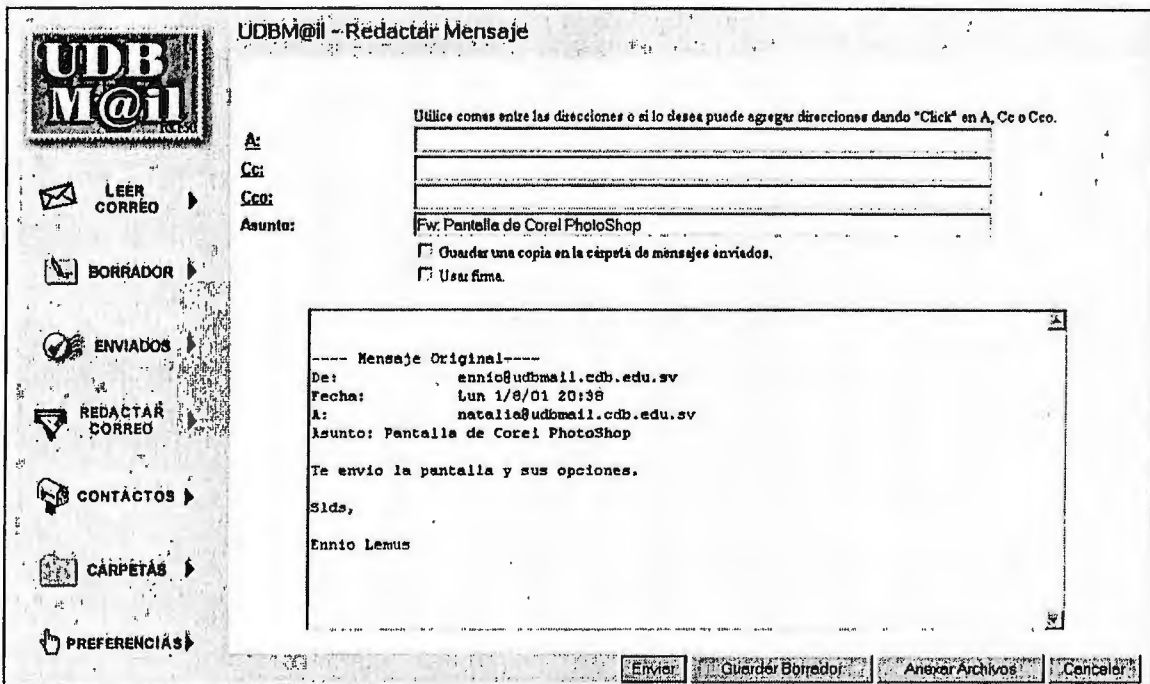 UDBM@il - Redactar Mensaje
UDB
M@il
Utilice comas entre las direcciones o si lo desea puede agregar direcciones dando "Click" en A, Cc o Cco.
A:
Cc:
Cco:
Asunto: Fw: Pantalla de Corel PhotoShop
Guardar una copia en la carpeta de mensajes enviados.
Usar firma.
LEER CORREO
BORRADOR
ENVIADOS
REDACTAR CORREO
CONTACTOS
CARPETAS
PREFERENCIAS
---- Mensaje Original----
De: ennio@udbmail.cdb.edu.sv
Fecha: Lun 1/8/01 20:38
A: natalia@udbmail.cdb.edu.sv
Asunto: Pantalla de Corel PhotoShop
Te envio la pantalla y sus opciones.
Slds,
Ennio Lemus
Enviar
Guardar Borrador
Anexar Archivos
Cancelar